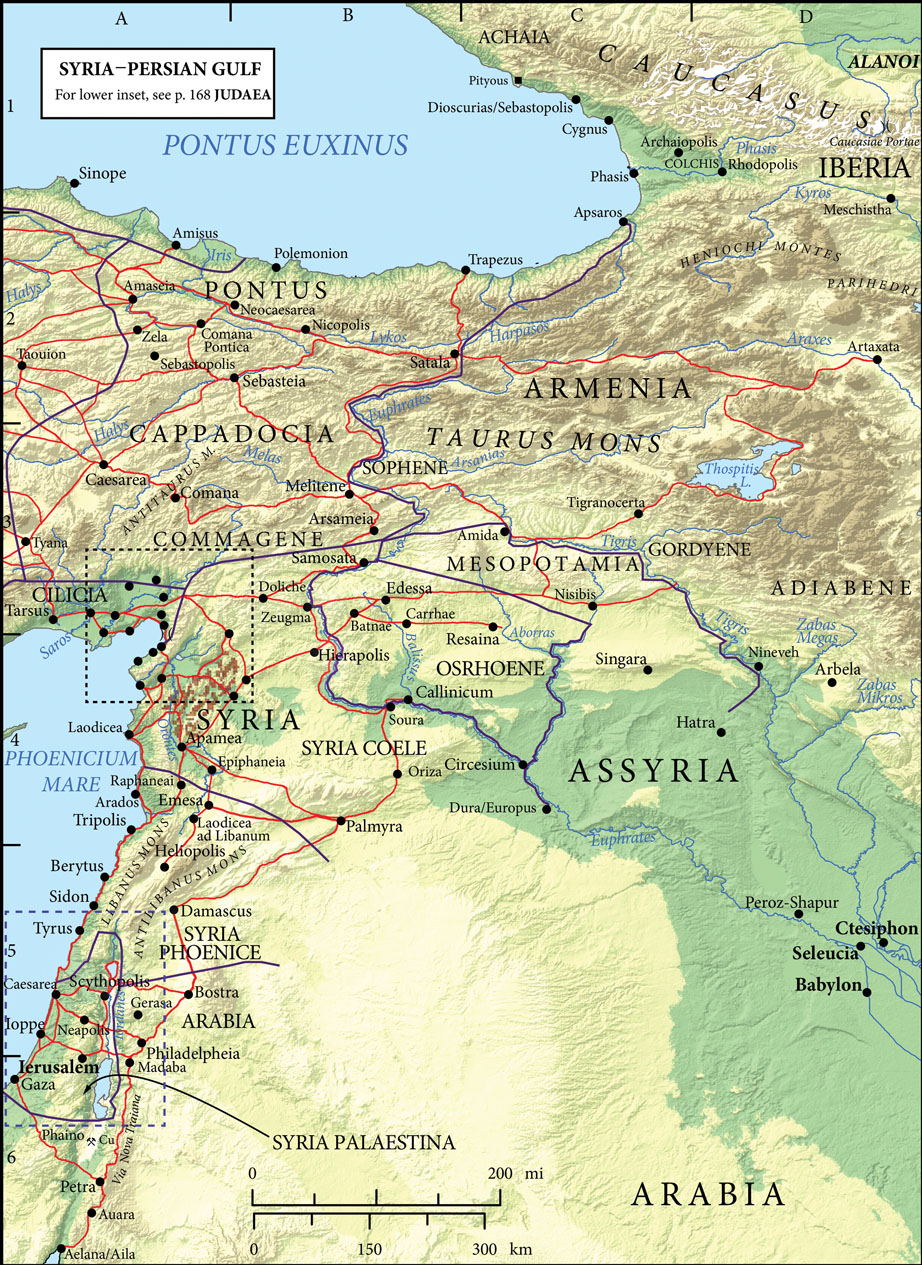 A
B
C
D
SYRIA–PERSIAN GULF
For lower inset, see p. 168 JUDAEA
ACHAIA
CAUCASUS
ALANOI
Pityous
1
Dioscurias/Sebastopolis
Cygnus
Caucasiae Portae
PONTUS EUXINUS
Archaiopolis
Phasis
COLCHIS
Rhodopolis
IBERIA
Sinope
Phasis
Kyros
Meschistha
Apsaros
Amisus
Iris
Polemonion
Trapezus
HENIOCHI MONTES
PARIHEDRI
Halys
Amaseia
PONTUS
Neocaesarea
2
Zela
Comana
Pontica
Nicopolis
Lykos
Harpasos
Araxes
Artaxata
Taouion
Sebastopolis
Satala
Sebasteia
ARMENIA
Euphrates
Halys
CAPPADOCIA
TAURUS MONS
Melas
SOPHENE
Arsanias
Thospitis
L.
Caesarea
ANTITAURUS M.
Comana
Melitene
Tigranocerta
3
Arsameia
Tyana
COMMAGENE
Amida
Tigris
GORDYENE
Samosata
MESOPOTAMIA
CILICIA
Doliche
Edessa
Nisibis
ADIABENE
Tarsus
Zeugma
Batnae
Carrhae
Resaina
Aborras
Tigris
Zabas
Megas
Saros
Hierapolis
Balissus
OSRHOENE
Singara
Nineveh
Arbela
Callinicum
Zabas
Mikros
Laodicea
Orontes
SYRIA
Soura
Hatra
4
Apamea
SYRIA COELE
PHOENICIUM
MARE
Epiphaneia
Oriza
Circesium
ASSYRIA
Raphaneai
Arados
Emesa
Dura/Europus
Tripolis
Laodicea
ad Libanum
Palmyra
Euphrates
LIBANUS MONS
Heliopolis
ANTILIBANUS MONS
Berytus
Sidon
Damascus
Peroz-Shapur
Tyrus
SYRIA
PHOENICE
Ctesiphon
5
Seleucia
Caesarea
Scythopolis
Bostra
Babylon
Iordanes
Gerasa
Ioppe
Neapolis
ARABIA
Philadelpheia
Ierusalem
Madaba
Gaza
Via Nova Traiana
SYRIA PALAESTINA
Phaino
Cu
6
0
200 mi
Petra
ARABIA
Auara
0
150
300 km
Aelana/Aila